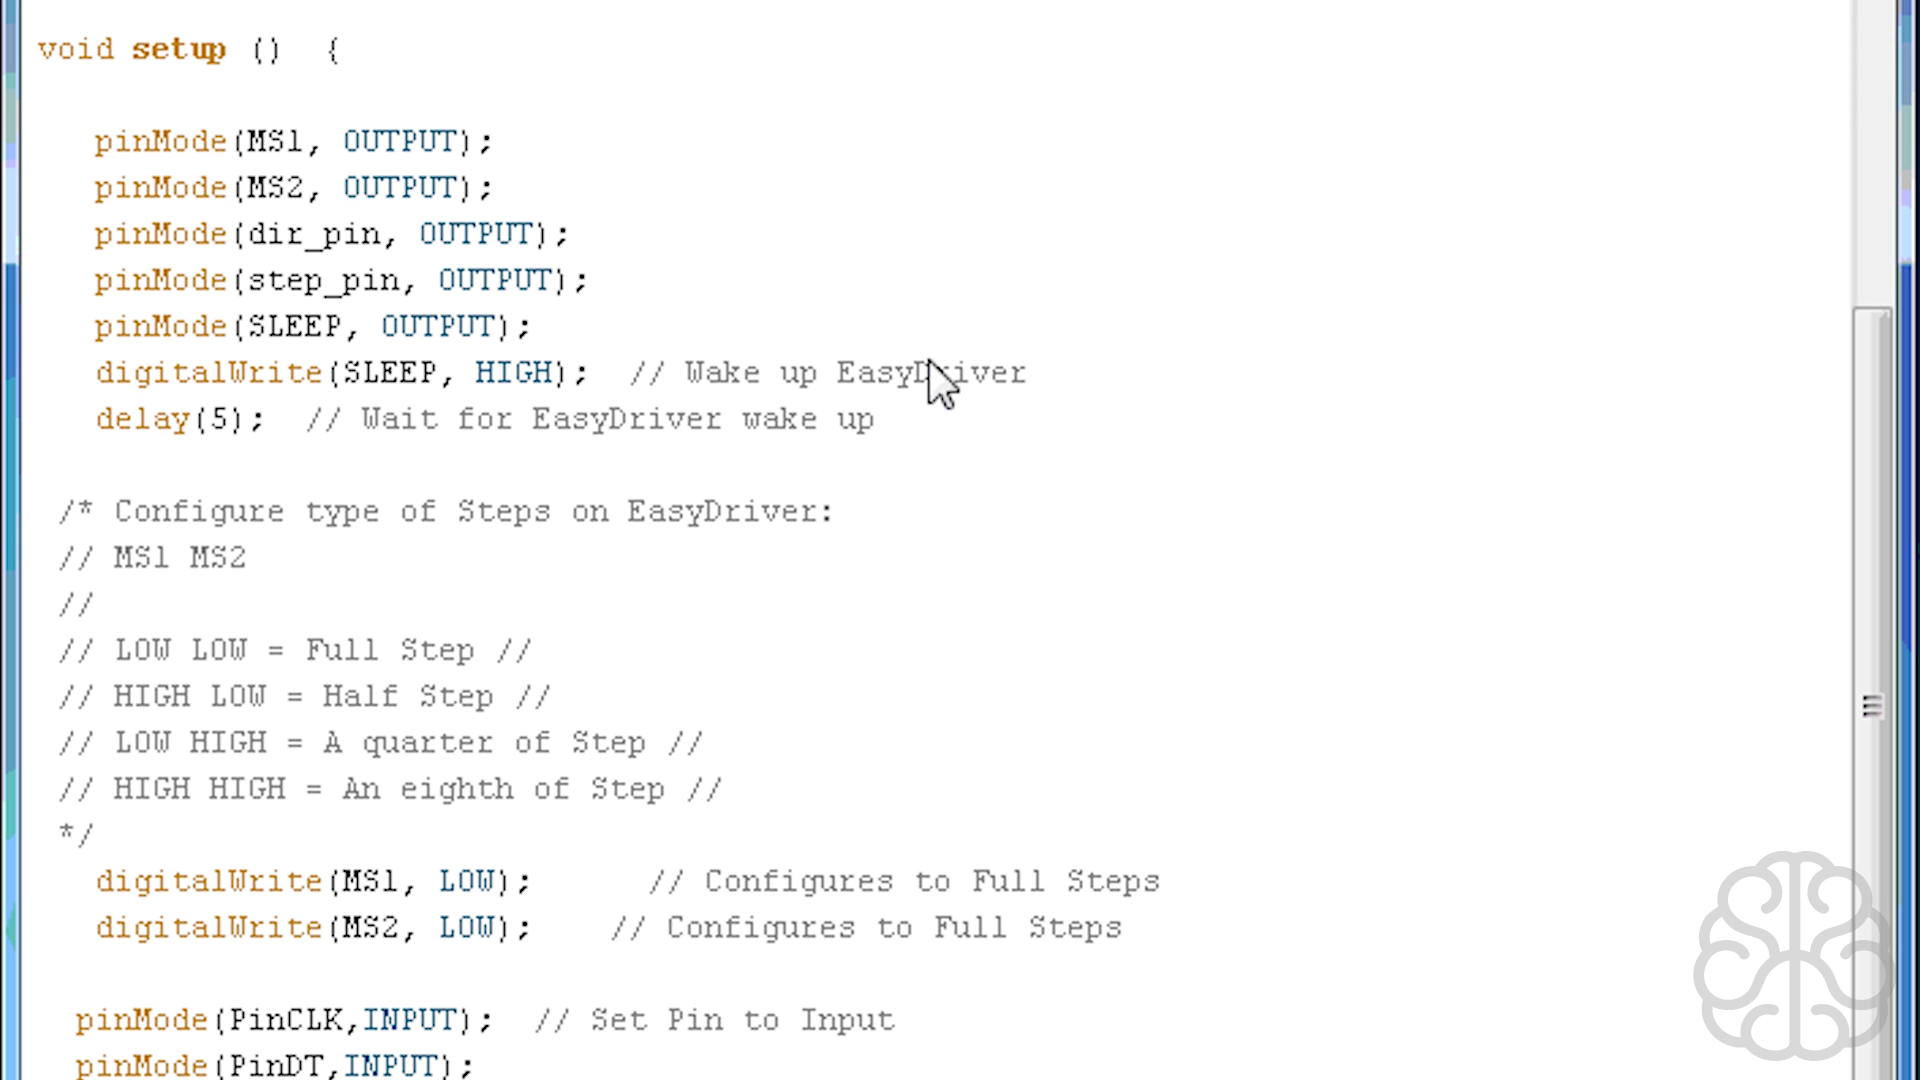 void setup ()  {
pinMode(MS1, OUTPUT);
pinMode(MS2, OUTPUT);
pinMode(dir_pin, OUTPUT);
pinMode(step_pin, OUTPUT);
pinMode(SLEEP, OUTPUT);
digitalWrite(SLEEP, HIGH);  // Wake up EasyDriver
delay(5);  // Wait for EasyDriver wake up
/* Configure type of Steps on EasyDriver:
// MS1 MS2
//
// LOW LOW = Full Step //
// HIGH LOW = Half Step //
// LOW HIGH = A quarter of Step //
// HIGH HIGH = An eighth of Step //
*/
digitalWrite(MS1, LOW);      // Configures to Full Steps
digitalWrite(MS2, LOW);    // Configures to Full Steps
pinMode(PinCLK,INPUT);  // Set Pin to Input
pinMode(PinDT,INPUT);